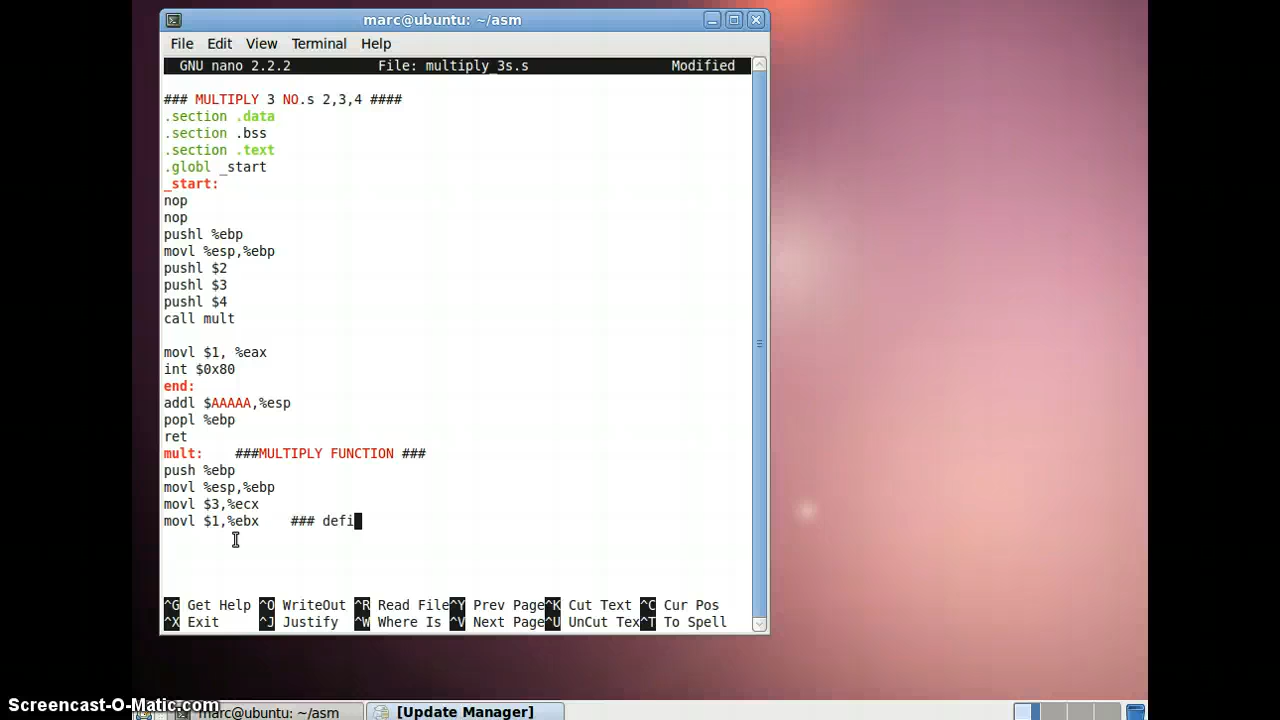 marc@ubuntu: ~/asm
File Edit View Terminal Help
GNU nano 2.2.2 File: multiply_3s.s Modified
### MULTIPLY 3 NO.s 2,3,4 ####
.section .data
.section .bss
.section .text
.globl _start
_start:
nop
nop
pushl %ebp
movl %esp,%ebp
pushl $2
pushl $3
pushl $4
call mult
movl $1, %eax
int $0x80
end:
addl $AAAAA,%esp
popl %ebp
ret
mult: ###MULTIPLY FUNCTION ###
push %ebp
movl %esp,%ebp
movl $3,%ecx
movl $1,%ebx ### defi
^G Get Help ^O WriteOut ^R Read File ^Y Prev Page ^K Cut Text ^C Cur Pos
^X Exit ^J Justify ^W Where Is ^V Next Page ^U UnCut Tex ^T To Spell
Screencast-O-Matic.com
marc@ubuntu: ~/asm
[Update Manager]